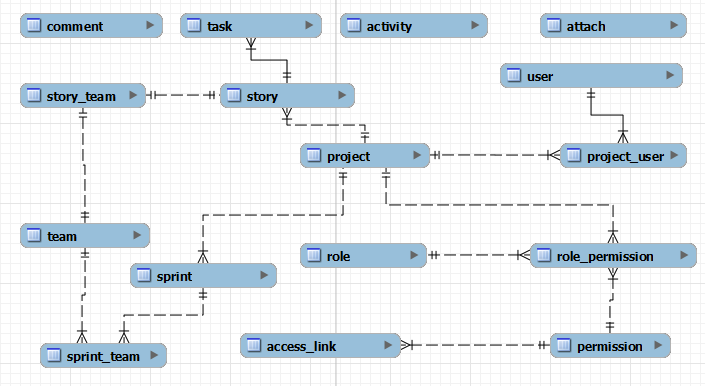 comment
task
activity
attach
user
story_team
story
project
project_user
team
role
role_permission
sprint
access_link
permission
sprint_team